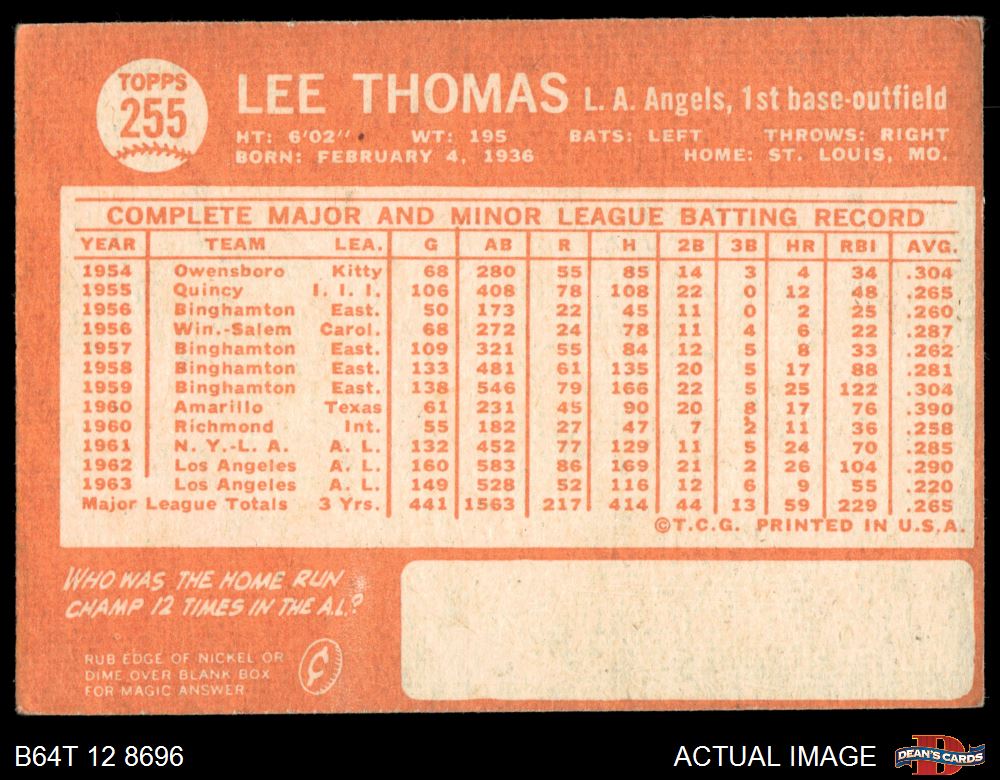 TOPPS
255
LEE THOMAS L. A. Angels, 1st base-outfield
HT: 6'02" WT: 195 BATS: LEFT THROWS: RIGHT
BORN: FEBRUARY 4, 1936 HOME: ST. LOUIS, MO.
COMPLETE MAJOR AND MINOR LEAGUE BATTING RECORD
YEAR TEAM LEA. G AB R H 2B 3B HR RBI AVG.
1954 Owensboro Kitty 68 280 55 85 14 3 4 34 .304
1955 Quincy I. I. I. 106 408 78 108 22 0 12 48 .265
1956 Binghamton East. 50 173 22 45 11 0 2 25 .260
1956 Win.-Salem Carol. 68 272 24 78 11 4 6 22 .287
1957 Binghamton East. 109 321 55 84 12 5 8 33 .262
1958 Binghamton East. 133 481 61 135 20 5 17 88 .281
1959 Binghamton East. 138 546 79 166 22 5 25 122 .304
1960 Amarillo Texas 61 231 45 90 20 8 17 76 .390
1960 Richmond Int. 55 182 27 47 7 2 11 36 .258
1961 N. Y.-L. A. A. L. 132 452 77 129 11 5 24 70 .285
1962 Los Angeles A. L. 160 583 86 169 21 2 26 104 .290
1963 Los Angeles A. L. 149 528 52 116 12 6 9 55 .220
Major League Totals 3 Yrs. 441 1563 217 414 44 13 59 229 .265
©T.C.G. PRINTED IN U.S.A.
WHO WAS THE HOME RUN
CHAMP 12 TIMES IN THE A.L.?
RUB EDGE OF NICKEL OR
DIME OVER BLANK BOX
FOR MAGIC ANSWER
B64T 12 8696 ACTUAL IMAGE DEAN'S CARDS